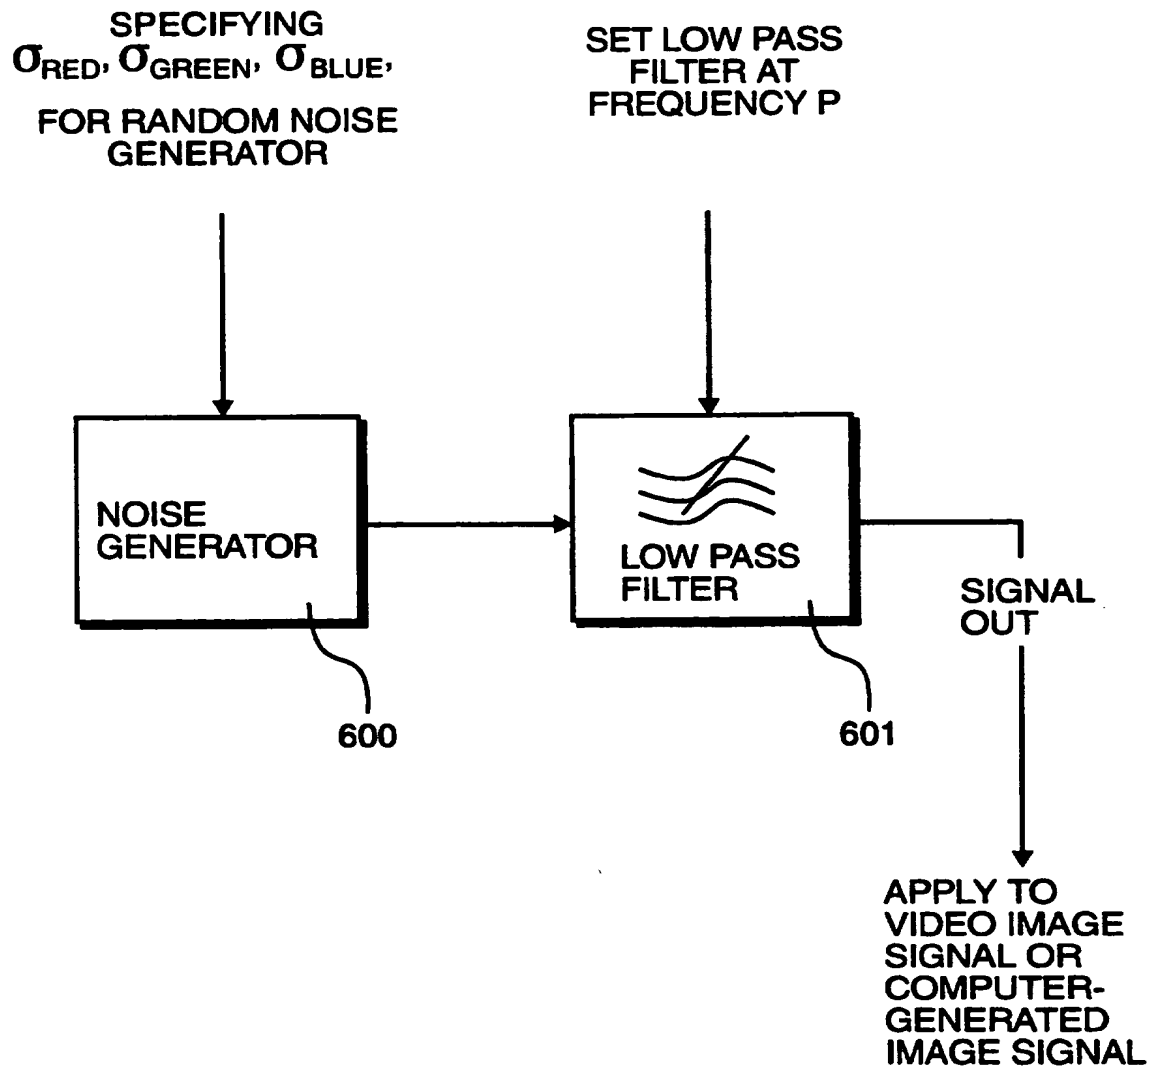 SPECIFYING
σRED, σGREEN, σBLUE,
FOR RANDOM NOISE
GENERATOR
SET LOW PASS
FILTER AT
FREQUENCY P
NOISE
GENERATOR
LOW PASS
FILTER
600
601
SIGNAL
OUT
APPLY TO
VIDEO IMAGE
SIGNAL OR
COMPUTER-
GENERATED
IMAGE SIGNAL